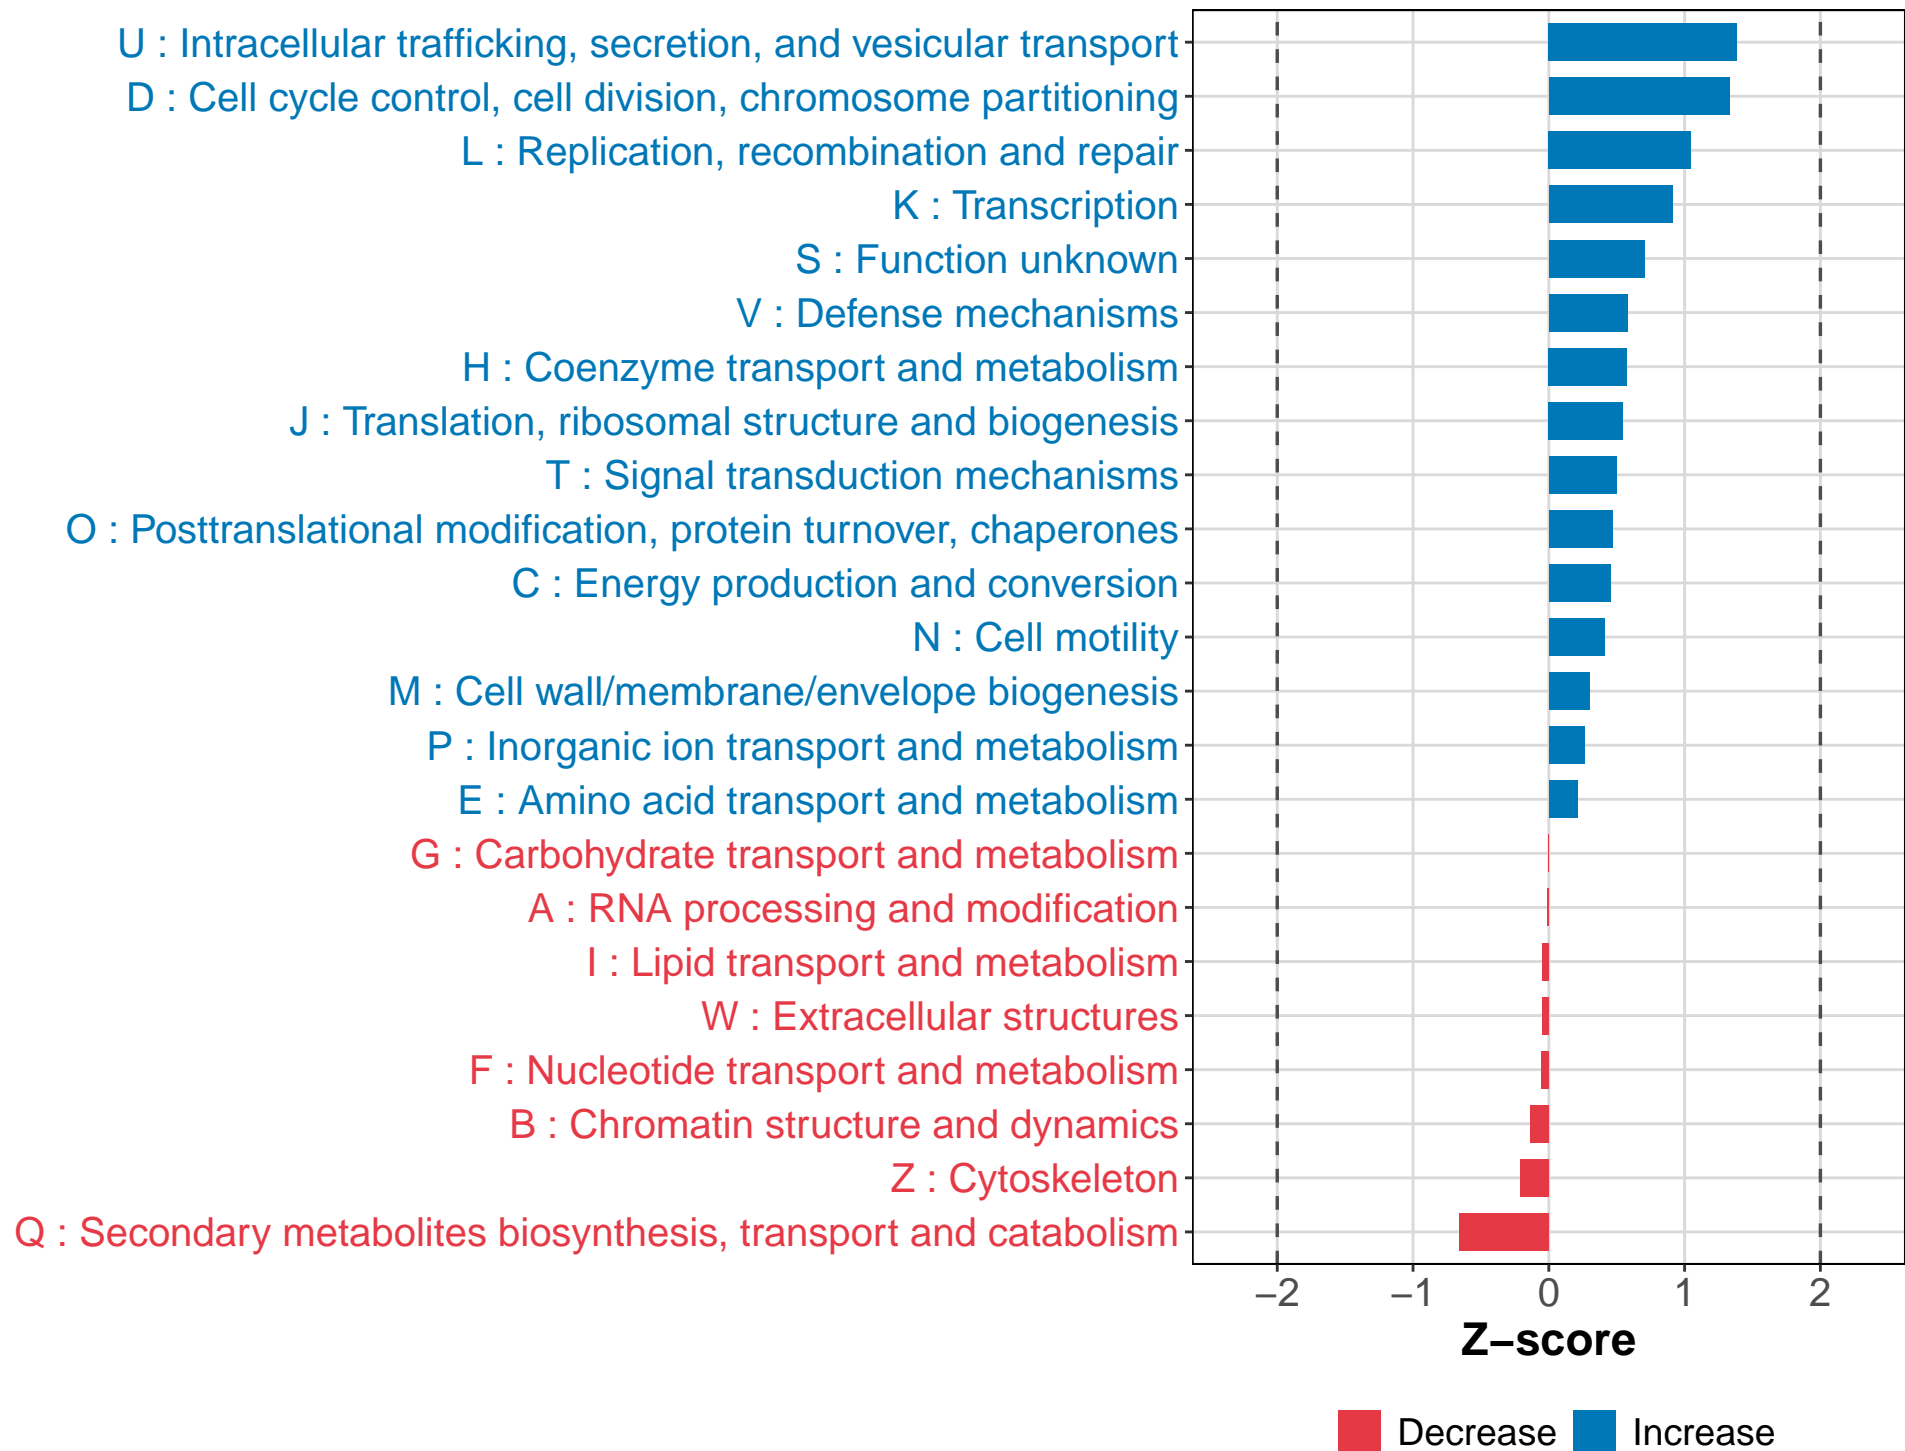 U : Intracellular trafficking, secretion, and vesicular transport
D : Cell cycle control, cell division, chromosome partitioning
L : Replication, recombination and repair
K : Transcription
S : Function unknown
V : Defense mechanisms
H : Coenzyme transport and metabolism
J : Translation, ribosomal structure and biogenesis
T : Signal transduction mechanisms
O : Posttranslational modification, protein turnover, chaperones
C : Energy production and conversion
N : Cell motility
M : Cell wall/membrane/envelope biogenesis
P : Inorganic ion transport and metabolism
E : Amino acid transport and metabolism
G : Carbohydrate transport and metabolism
A : RNA processing and modification
I : Lipid transport and metabolism
W : Extracellular structures
F : Nucleotide transport and metabolism
B : Chromatin structure and dynamics
Z : Cytoskeleton
Q : Secondary metabolites biosynthesis, transport and catabolism
−2 −1 0 1 2
Z−score
Decrease Increase